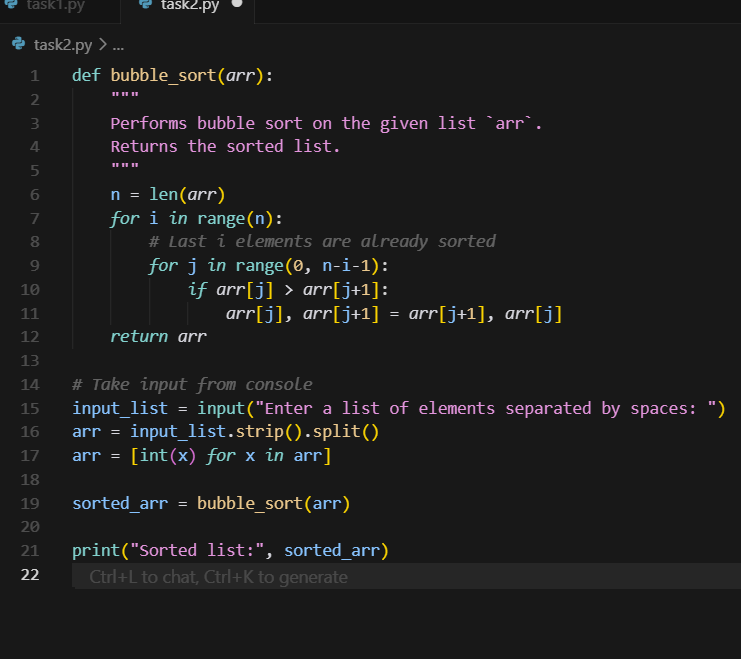 task1.py task2.py
task2.py > ...
1 def bubble_sort(arr):
2     """
3     Performs bubble sort on the given list `arr`.
4     Returns the sorted list.
5     """
6     n = len(arr)
7     for i in range(n):
8         # Last i elements are already sorted
9         for j in range(0, n-i-1):
10             if arr[j] > arr[j+1]:
11                 arr[j], arr[j+1] = arr[j+1], arr[j]
12     return arr
13
14 # Take input from console
15 input_list = input("Enter a list of elements separated by spaces: ")
16 arr = input_list.strip().split()
17 arr = [int(x) for x in arr]
18
19 sorted_arr = bubble_sort(arr)
20
21 print("Sorted list:", sorted_arr)
22 Ctrl+L to chat, Ctrl+K to generate